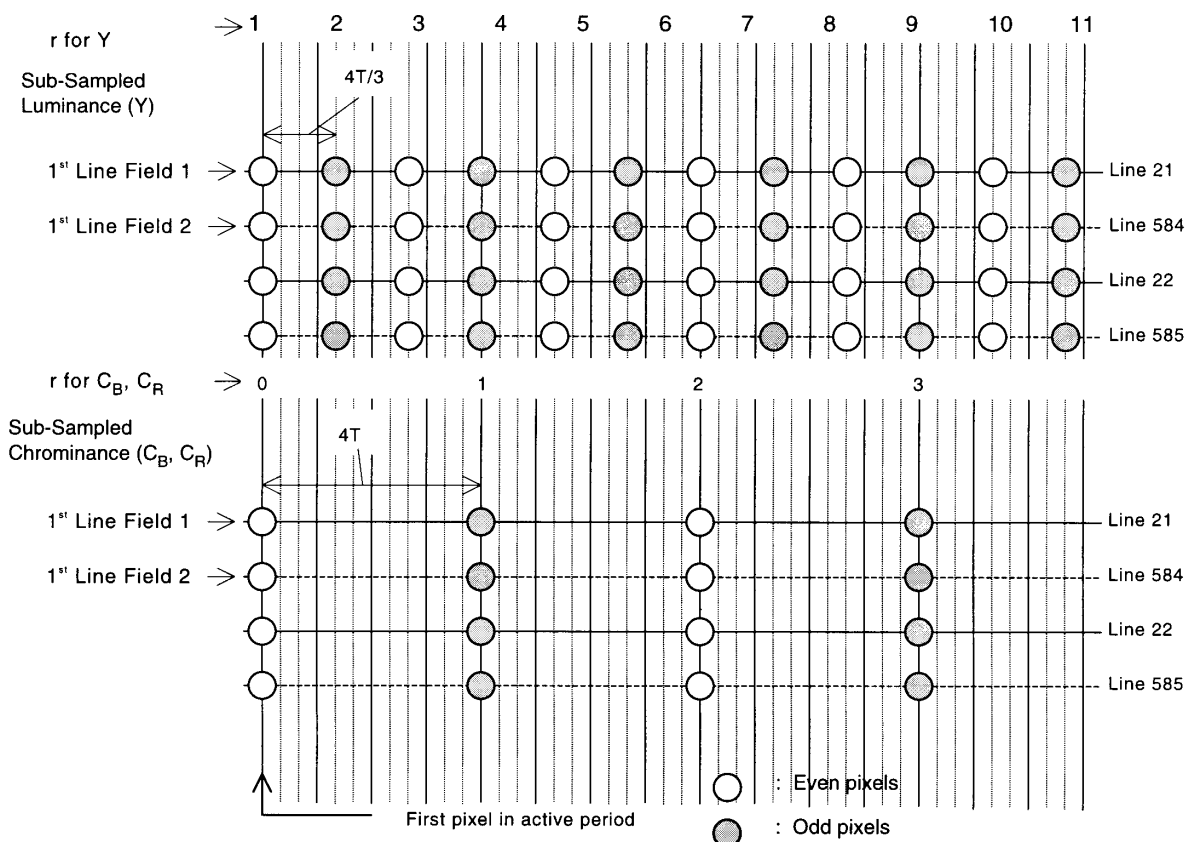 r for Y 1 2 3 4 5 6 7 8 9 10 11
Sub-Sampled
Luminance (Y)
4T/3
1st Line Field 1 Line 21
1st Line Field 2 Line 584
Line 22
Line 585
r for CB, CR 0 1 2 3
Sub-Sampled
Chrominance (CB, CR)
4T
1st Line Field 1 Line 21
1st Line Field 2 Line 584
Line 22
Line 585
: Even pixels
First pixel in active period
: Odd pixels